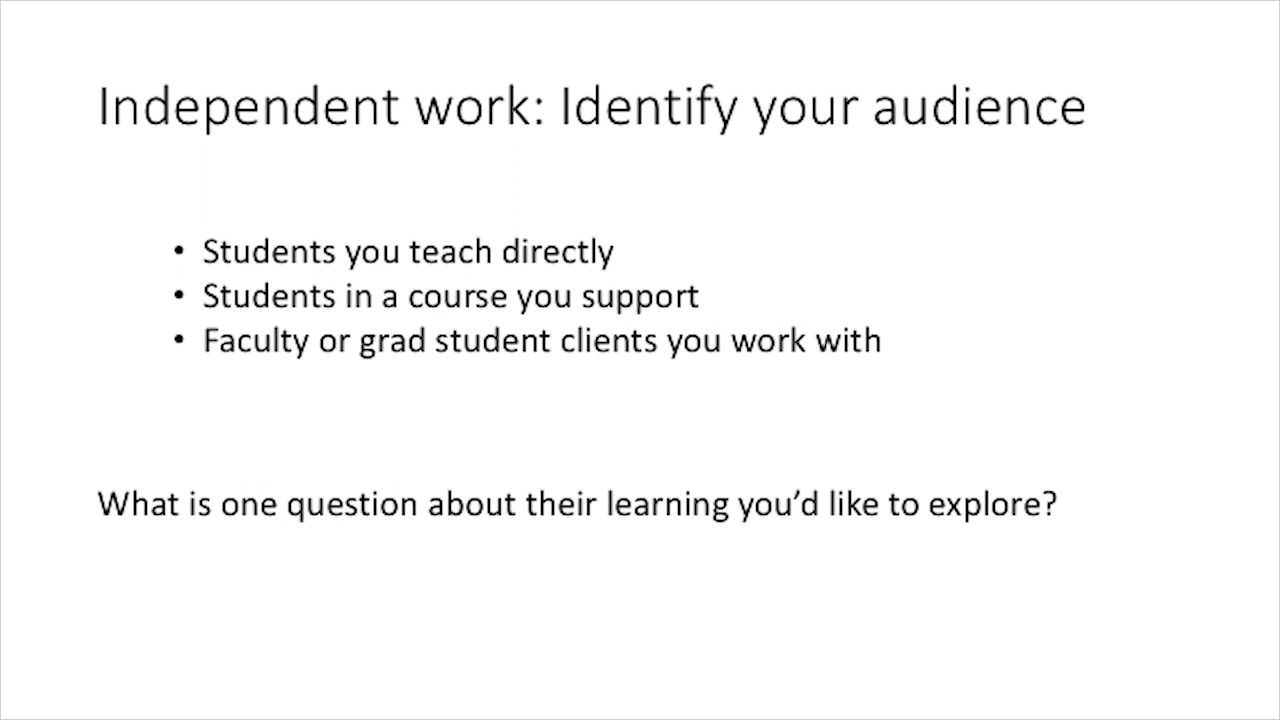 Independent work: Identify your audience
• Students you teach directly
• Students in a course you support
• Faculty or grad student clients you work with
What is one question about their learning you’d like to explore?